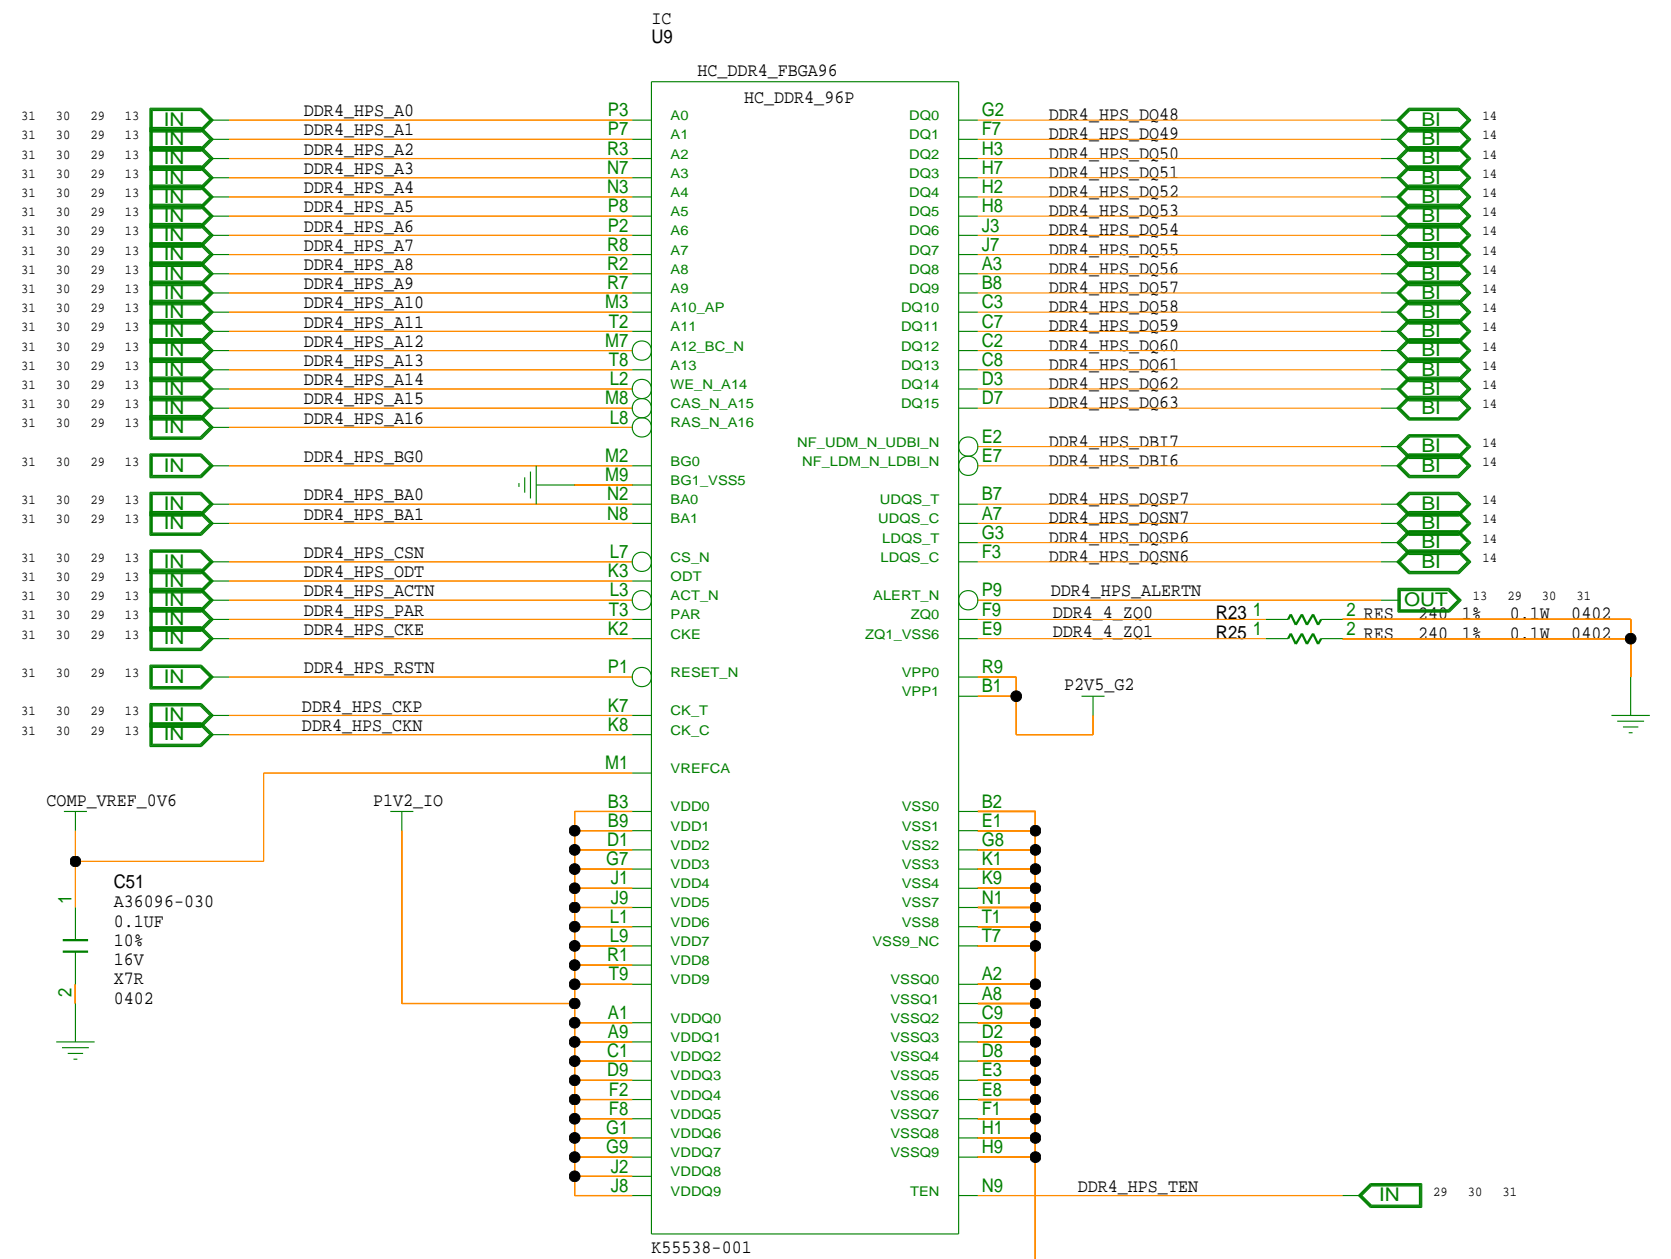 IC
U9
HC_DDR4_FBGA96
HC_DDR4_96P
31 30 29 13 IN DDR4_HPS_A0 P3 A0 DQ0 G2 DDR4_HPS_DQ48 BI 14
31 30 29 13 IN DDR4_HPS_A1 P7 A1 DQ1 F7 DDR4_HPS_DQ49 BI 14
31 30 29 13 IN DDR4_HPS_A2 R3 A2 DQ2 H3 DDR4_HPS_DQ50 BI 14
31 30 29 13 IN DDR4_HPS_A3 N7 A3 DQ3 H7 DDR4_HPS_DQ51 BI 14
31 30 29 13 IN DDR4_HPS_A4 N3 A4 DQ4 H2 DDR4_HPS_DQ52 BI 14
31 30 29 13 IN DDR4_HPS_A5 P8 A5 DQ5 H8 DDR4_HPS_DQ53 BI 14
31 30 29 13 IN DDR4_HPS_A6 P2 A6 DQ6 J3 DDR4_HPS_DQ54 BI 14
31 30 29 13 IN DDR4_HPS_A7 R8 A7 DQ7 J7 DDR4_HPS_DQ55 BI 14
31 30 29 13 IN DDR4_HPS_A8 R2 A8 DQ8 A3 DDR4_HPS_DQ56 BI 14
31 30 29 13 IN DDR4_HPS_A9 R7 A9 DQ9 B8 DDR4_HPS_DQ57 BI 14
31 30 29 13 IN DDR4_HPS_A10 M3 A10_AP DQ10 C3 DDR4_HPS_DQ58 BI 14
31 30 29 13 IN DDR4_HPS_A11 T2 A11 DQ11 C7 DDR4_HPS_DQ59 BI 14
31 30 29 13 IN DDR4_HPS_A12 M7 A12_BC_N DQ12 C2 DDR4_HPS_DQ60 BI 14
31 30 29 13 IN DDR4_HPS_A13 T8 A13 DQ13 C8 DDR4_HPS_DQ61 BI 14
31 30 29 13 IN DDR4_HPS_A14 L2 WE_N_A14 DQ14 D3 DDR4_HPS_DQ62 BI 14
31 30 29 13 IN DDR4_HPS_A15 M8 CAS_N_A15 DQ15 D7 DDR4_HPS_DQ63 BI 14
31 30 29 13 IN DDR4_HPS_A16 L8 RAS_N_A16
NF_UDM_N_UDBI_N E2 DDR4_HPS_DBI7 BI 14
31 30 29 13 IN DDR4_HPS_BG0 M2 BG0 NF_LDM_N_LDBI_N E7 DDR4_HPS_DBI6 BI 14
M9 BG1_VSS5
31 30 29 13 IN DDR4_HPS_BA0 N2 BA0 UDQS_T B7 DDR4_HPS_DQSP7 BI 14
31 30 29 13 IN DDR4_HPS_BA1 N8 BA1 UDQS_C A7 DDR4_HPS_DQSN7 BI 14
LDQS_T G3 DDR4_HPS_DQSP6 BI 14
31 30 29 13 IN DDR4_HPS_CSN L7 CS_N LDQS_C F3 DDR4_HPS_DQSN6 BI 14
31 30 29 13 IN DDR4_HPS_ODT K3 ODT
31 30 29 13 IN DDR4_HPS_ACTN L3 ACT_N ALERT_N P9 DDR4_HPS_ALERTN OUT 13 29 30 31
31 30 29 13 IN DDR4_HPS_PAR T3 PAR ZQ0 F9 DDR4_4_ZQ0 R23 1 2 RES 240 1% 0.1W 0402
31 30 29 13 IN DDR4_HPS_CKE K2 CKE ZQ1_VSS6 E9 DDR4_4_ZQ1 R25 1 2 RES 240 1% 0.1W 0402
31 30 29 13 IN DDR4_HPS_RSTN P1 RESET_N VPP0 R9
VPP1 B1 P2V5_G2
31 30 29 13 IN DDR4_HPS_CKP K7 CK_T
31 30 29 13 IN DDR4_HPS_CKN K8 CK_C
M1 VREFCA
COMP_VREF_0V6 P1V2_IO B3 VDD0 VSS0 B2
B9 VDD1 VSS1 E1
D1 VDD2 VSS2 G8
G7 VDD3 VSS3 K1
C51 J1 VDD4 VSS4 K9
1 A36096-030 J9 VDD5 VSS7 N1
0.1UF L1 VDD6 VSS8 T1
10% L9 VDD7 VSS9_NC T7
16V R1 VDD8
X7R T9 VDD9 VSSQ0 A2
2 0402 VSSQ1 A8
A1 VDDQ0 VSSQ2 C9
A9 VDDQ1 VSSQ3 D2
C1 VDDQ2 VSSQ4 D8
D9 VDDQ3 VSSQ5 E3
F2 VDDQ4 VSSQ6 E8
F8 VDDQ5 VSSQ7 F1
G1 VDDQ6 VSSQ8 H1
G9 VDDQ7 VSSQ9 H9
J2 VDDQ8
J8 VDDQ9 TEN N9 DDR4_HPS_TEN IN 29 30 31
K55538-001